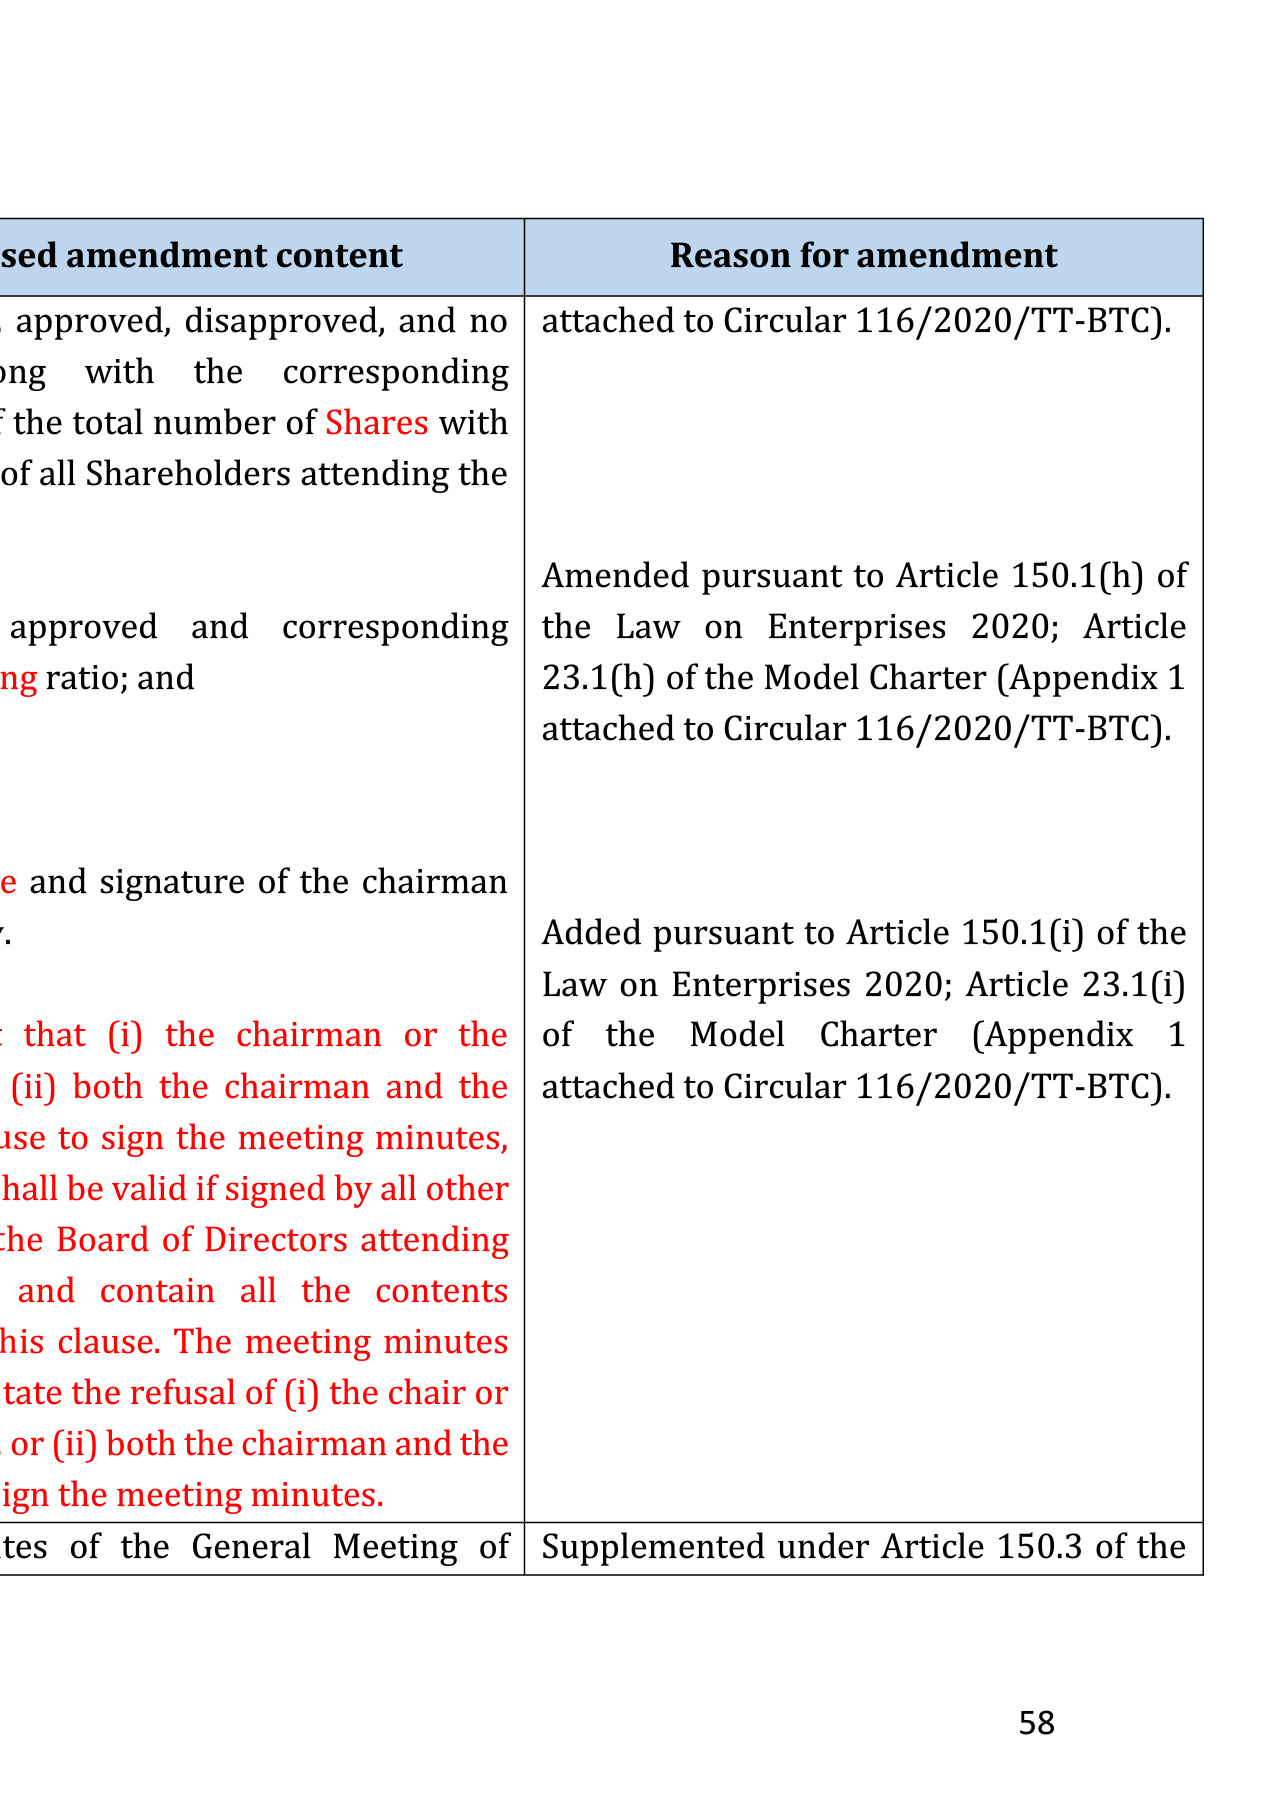 sed amendment content
approved, disapproved, and no
with the corresponding
the total number of Shares with
of all Shareholders attending the
approved and corresponding
ratio; and
and signature of the chairman
that (i) the chairman or the
(ii) both the chairman and the
use to sign the meeting minutes,
hall be valid if signed by all other
the Board of Directors attending
and contain all the contents
his clause. The meeting minutes
tate the refusal of (i) the chair or
or (ii) both the chairman and the
ign the meeting minutes.
tes of the General Meeting of
Reason for amendment
attached to Circular 116/2020/TT-BTC).
Amended pursuant to Article 150.1(h) of
the Law on Enterprises 2020; Article
23.1(h) of the Model Charter (Appendix 1
attached to Circular 116/2020/TT-BTC).
Added pursuant to Article 150.1(i) of the
Law on Enterprises 2020; Article 23.1(i)
of the Model Charter (Appendix 1
attached to Circular 116/2020/TT-BTC).
Supplemented under Article 150.3 of the
58